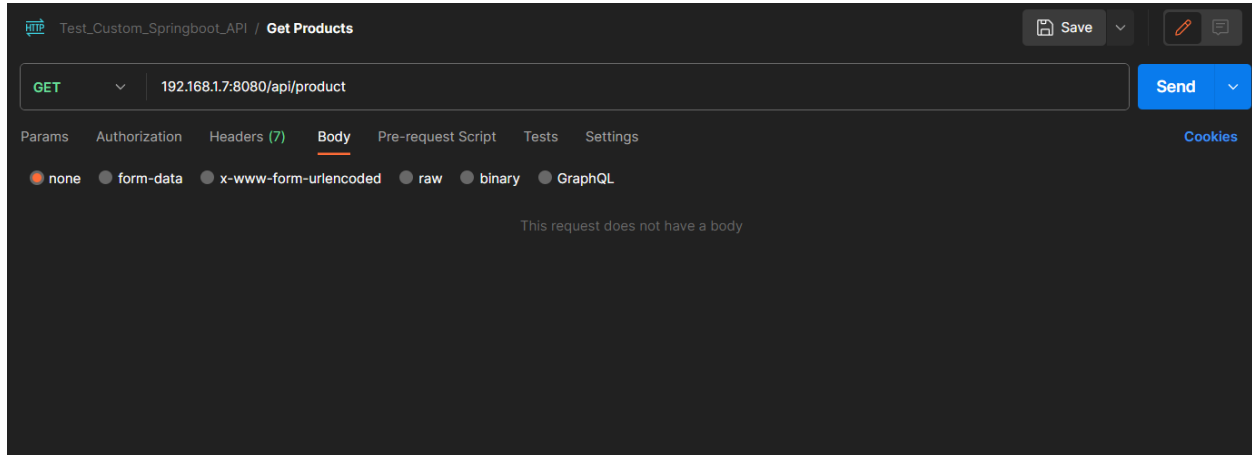 HTTP Test_Custom_Springboot_API / Get Products Save
GET 192.168.1.7:8080/api/product Send
Params Authorization Headers (7) Body Pre-request Script Tests Settings Cookies
none form-data x-www-form-urlencoded raw binary GraphQL
This request does not have a body